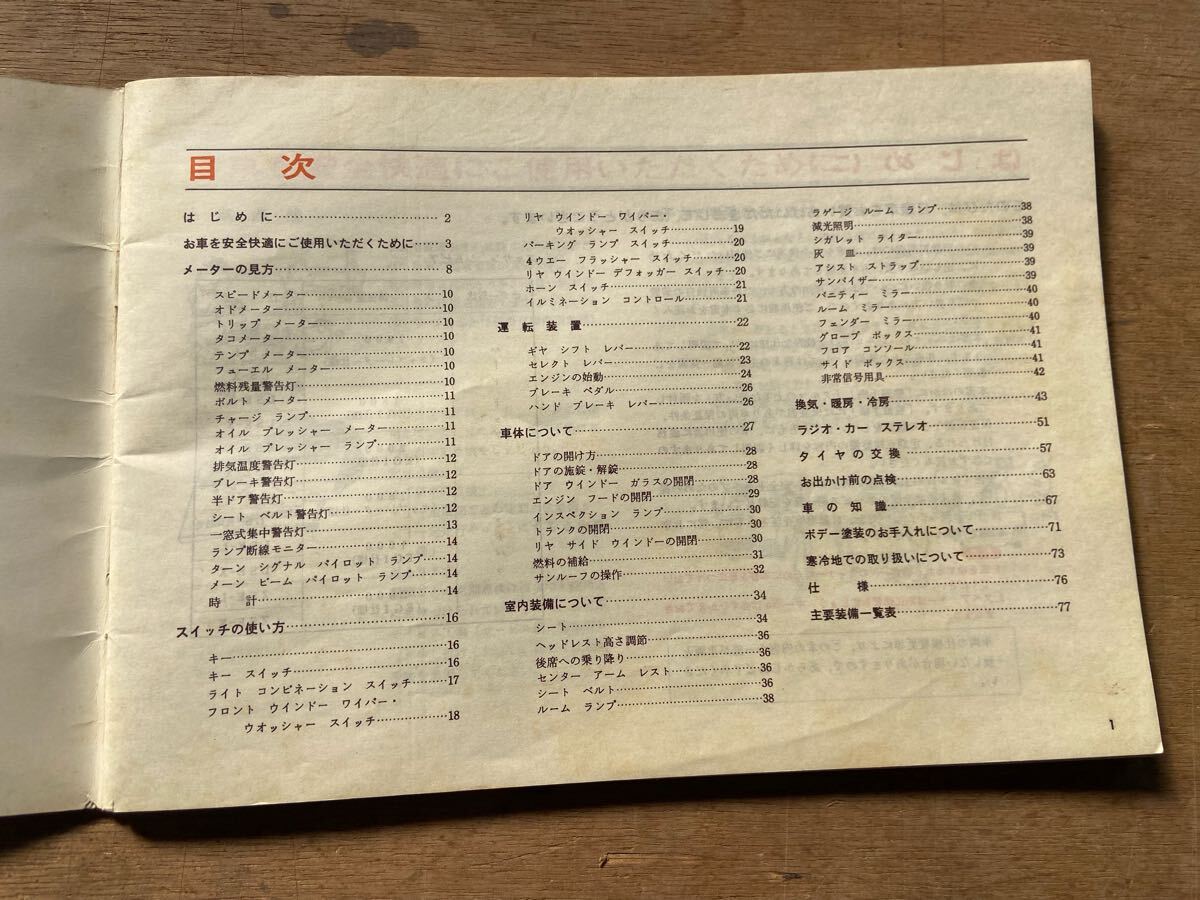 目次
はじめに……2
お車を安全快適にご使用いただくために……3
メーターの見方……8
スピードメーター……10
オドメーター……10
トリップ メーター……10
タコメーター……10
テンプ メーター……10
フューエル メーター……10
燃料残量警告灯……10
ボルト メーター……11
チャージ ランプ……11
オイル プレッシャー メーター……11
オイル プレッシャー ランプ……11
排気温度警告灯……12
ブレーキ警告灯……12
半ドア警告灯……12
シート ベルト警告灯……12
一窓式集中警告灯……13
ランプ断線モニター……14
ターン シグナル パイロット ランプ……14
メーン ビーム パイロット ランプ……14
時計……14
スイッチの使い方……16
キー……16
キー スイッチ……16
ライト コンビネーション スイッチ……17
フロント ウインドー ワイパー・
ウオッシャー スイッチ……18
リヤ ウインドー ワイパー・
ウオッシャー スイッチ……19
パーキング ランプ スイッチ……20
4ウエー フラッシャー スイッチ……20
リヤ ウインドー デフォッガー スイッチ……20
ホーン スイッチ……21
イルミネーション コントロール……21
運転装置……22
ギヤ シフト レバー……22
セレクト レバー……23
エンジンの始動……24
ブレーキ ペダル……26
ハンド ブレーキ レバー……26
車体について……27
ドアの開け方……28
ドアの施錠・解錠……28
ドア ウインドー ガラスの開閉……28
エンジン フードの開閉……29
インスペクション ランプ……30
トランクの開閉……30
リヤ サイド ウインドーの開閉……30
燃料の補給……31
サンルーフの操作……32
室内装備について……34
シート……34
ヘッドレスト高さ調節……36
後席への乗り降り……36
センター アーム レスト……36
シート ベルト……36
ルーム ランプ……38
ラゲージ ルーム ランプ……38
減光照明……38
シガレット ライター……39
灰皿……39
アシスト ストラップ……39
サンバイザー……39
バニティー ミラー……40
ルーム ミラー……40
フェンダー ミラー……40
グローブ ボックス……41
フロア コンソール……41
サイド ボックス……41
非常信号用具……42
換気・暖房・冷房……43
ラジオ・カー ステレオ……51
タイヤの交換……57
お出かけ前の点検……63
車の知識……67
ボデー塗装のお手入れについて……71
寒冷地での取り扱いについて……73
仕様……76
主要装備一覧表……77
1